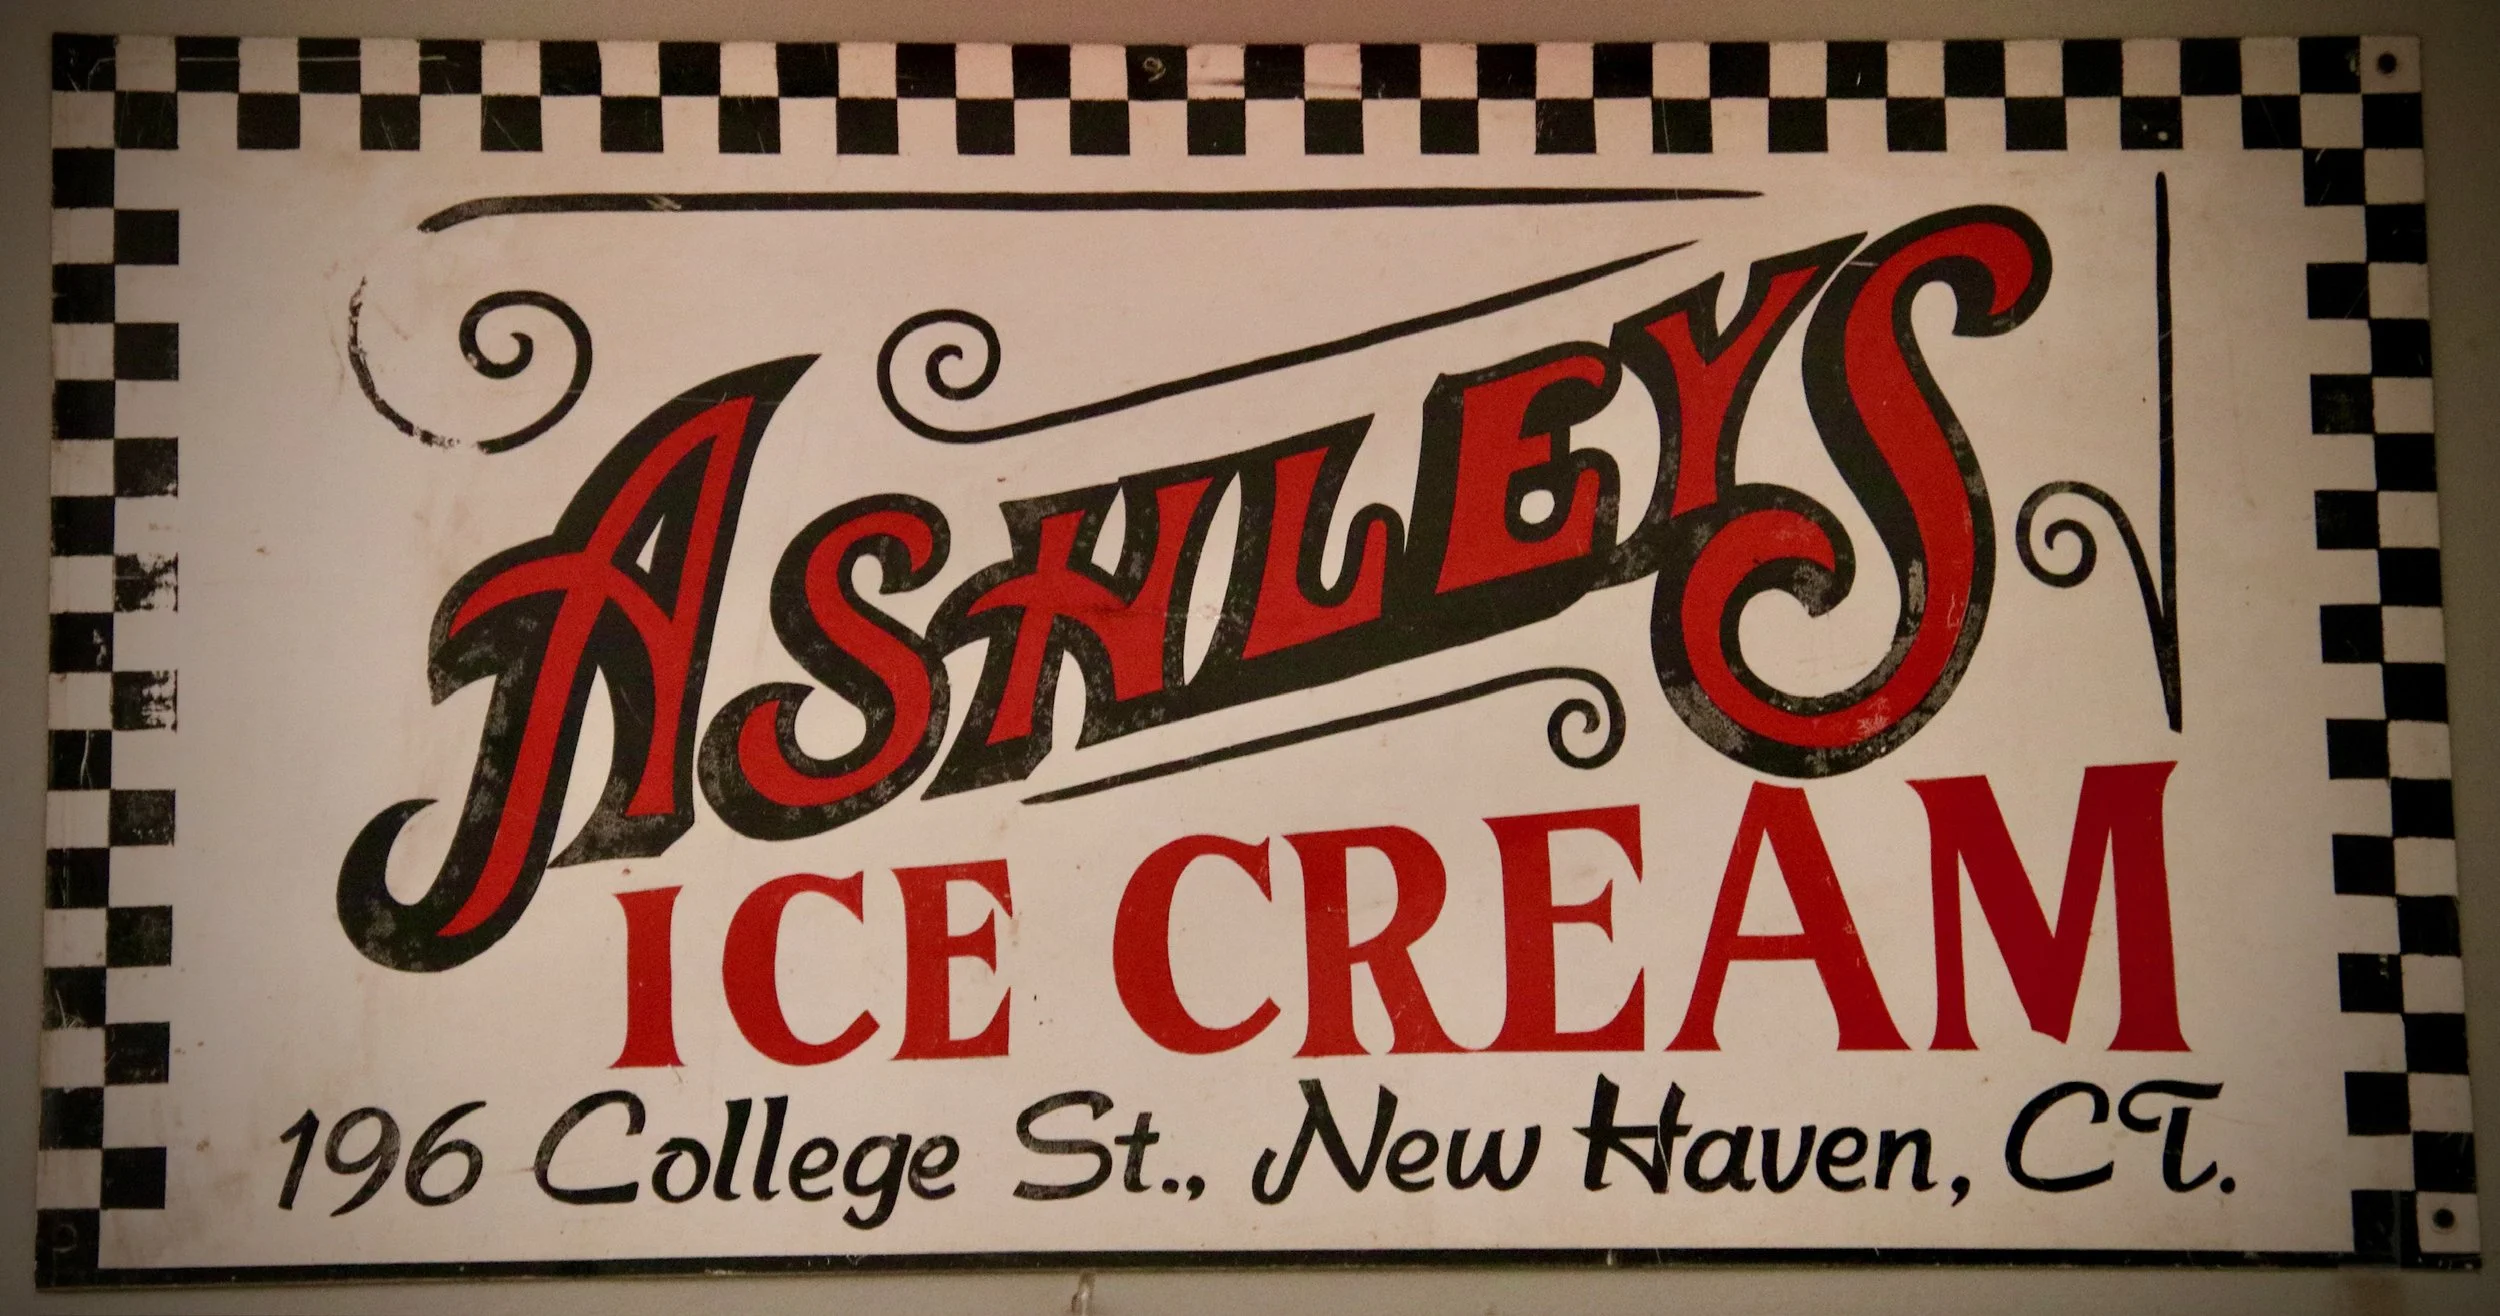 ASHLEYS
ICE CREAM
196 College St., New Haven, CT.